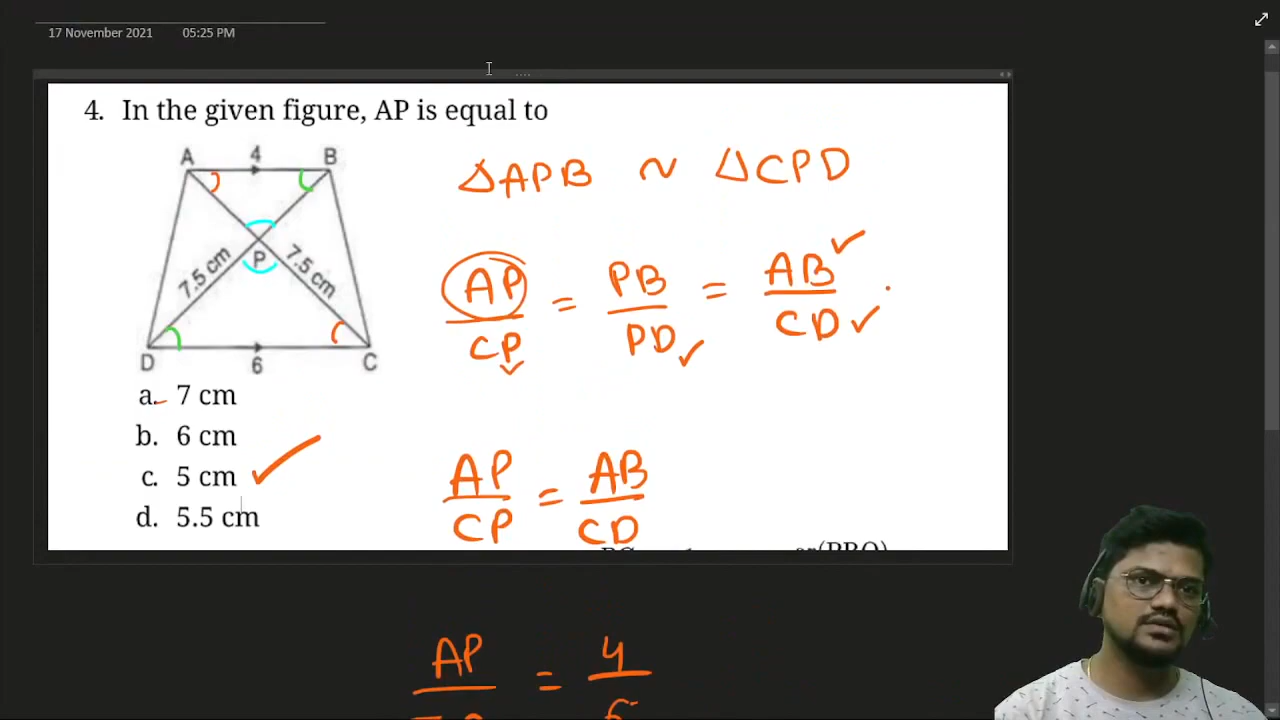 17 November 2021 05:25 PM
4. In the given figure, AP is equal to
A 4 B
7.5 cm P 7.5 cm
D 6 C
a. 7 cm
b. 6 cm
c. 5 cm
d. 5.5 cm
△APB ~ △CPD
AP/CP = PB/PD = AB/CD
AP/CP = AB/CD
AP = 4